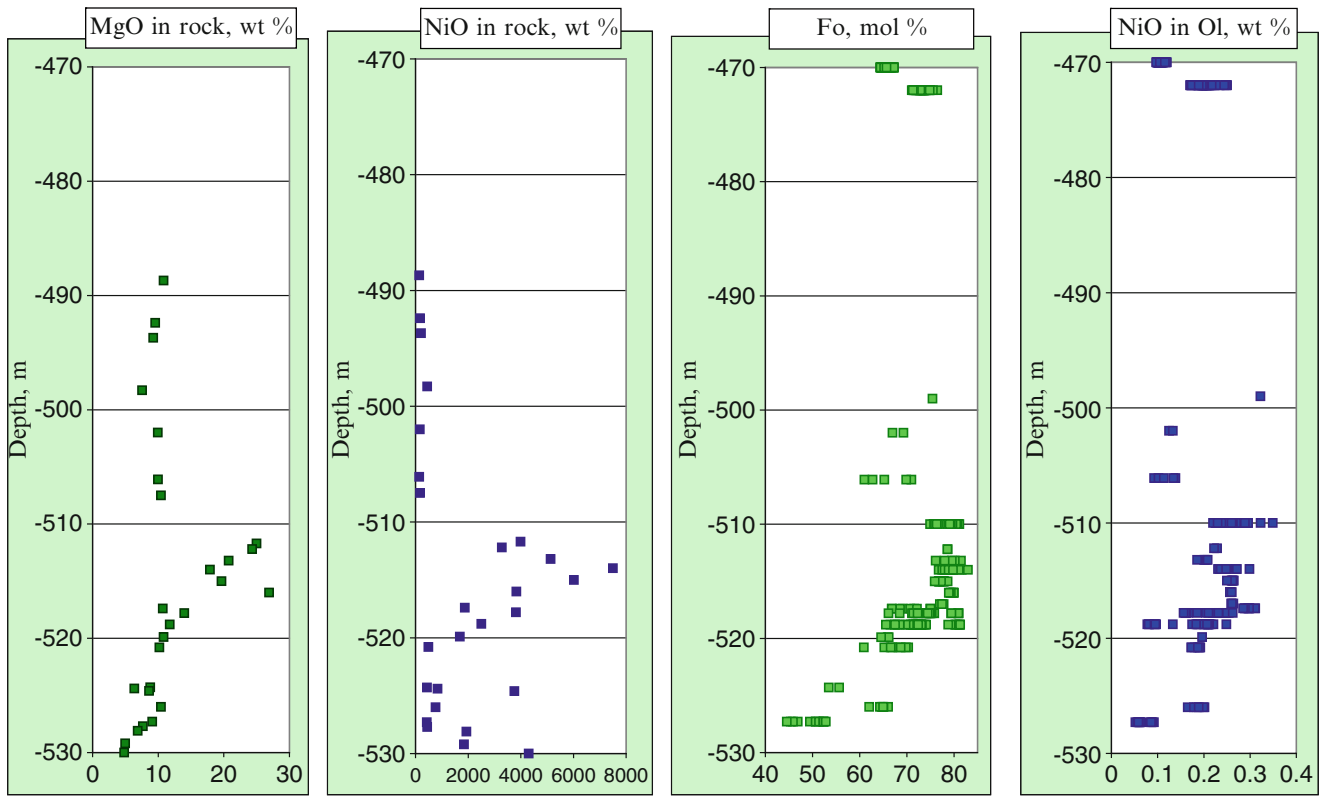 MgO in rock, wt %
-470
-480
-490
-500
-510
-520
-530
Depth, m
0 10 20 30
NiO in rock, wt %
-470
-480
-490
-500
-510
-520
-530
Depth, m
0 2000 4000 6000 8000
Fo, mol %
-470
-480
-490
-500
-510
-520
-530
Depth, m
40 50 60 70 80
NiO in Ol, wt %
-470
-480
-490
-500
-510
-520
-530
Depth, m
0 0.1 0.2 0.3 0.4